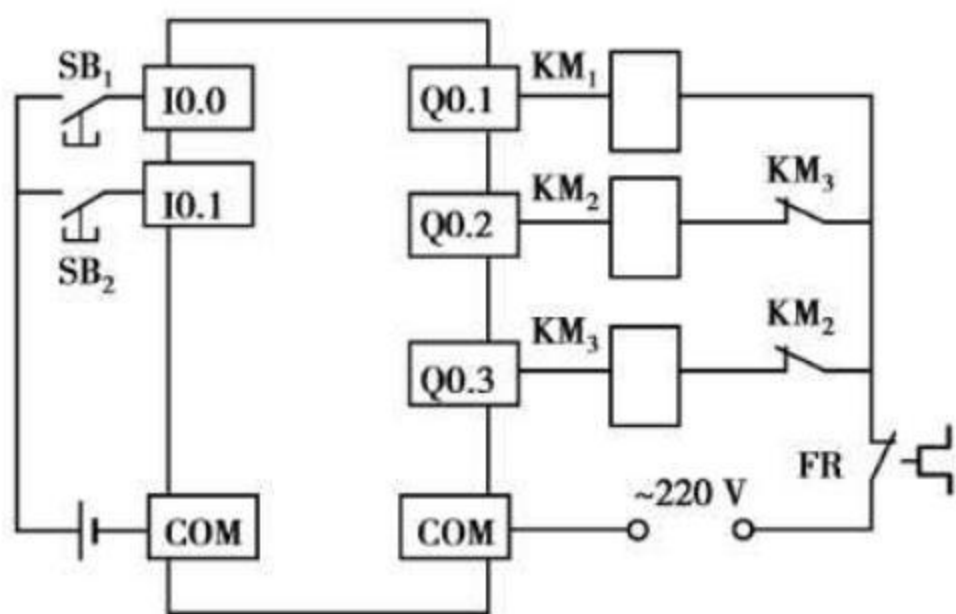 SB₁
I0.0
I0.1
SB₂
COM
Q0.1
KM₁
Q0.2
KM₂
KM₃
Q0.3
KM₃
KM₂
FR
COM
~220 V